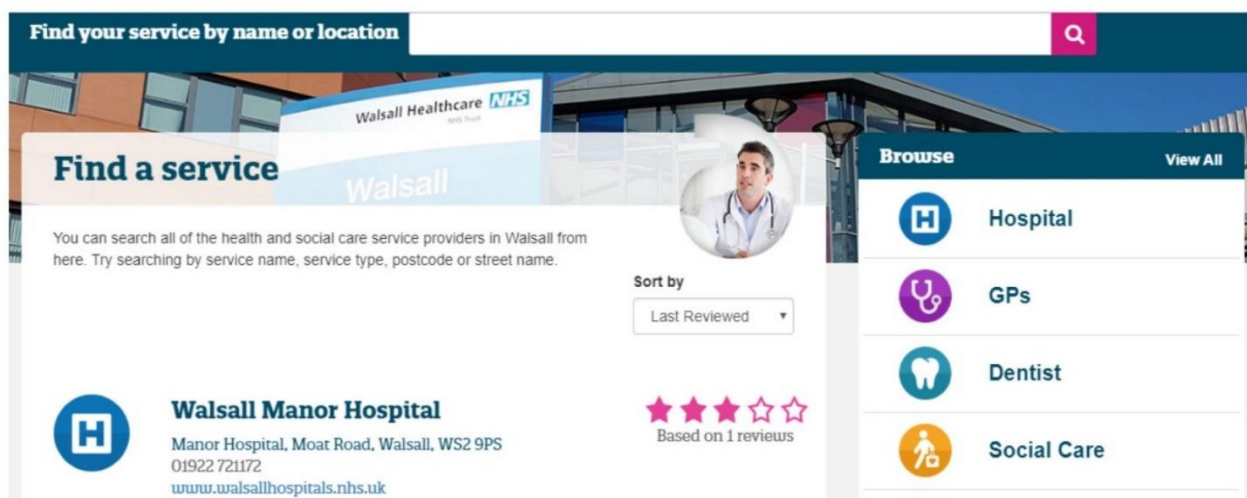 Find your service by name or location
Walsall Healthcare NHS
NHS Trust
Walsall
Find a service
You can search all of the health and social care service providers in Walsall from
here. Try searching by service name, service type, postcode or street name.
Sort by
Last Reviewed
H
Walsall Manor Hospital
Manor Hospital, Moat Road, Walsall, WS2 9PS
01922 721172
www.walsallhospitals.nhs.uk
Based on 1 reviews
Browse
View All
H
Hospital
GPs
Dentist
Social Care